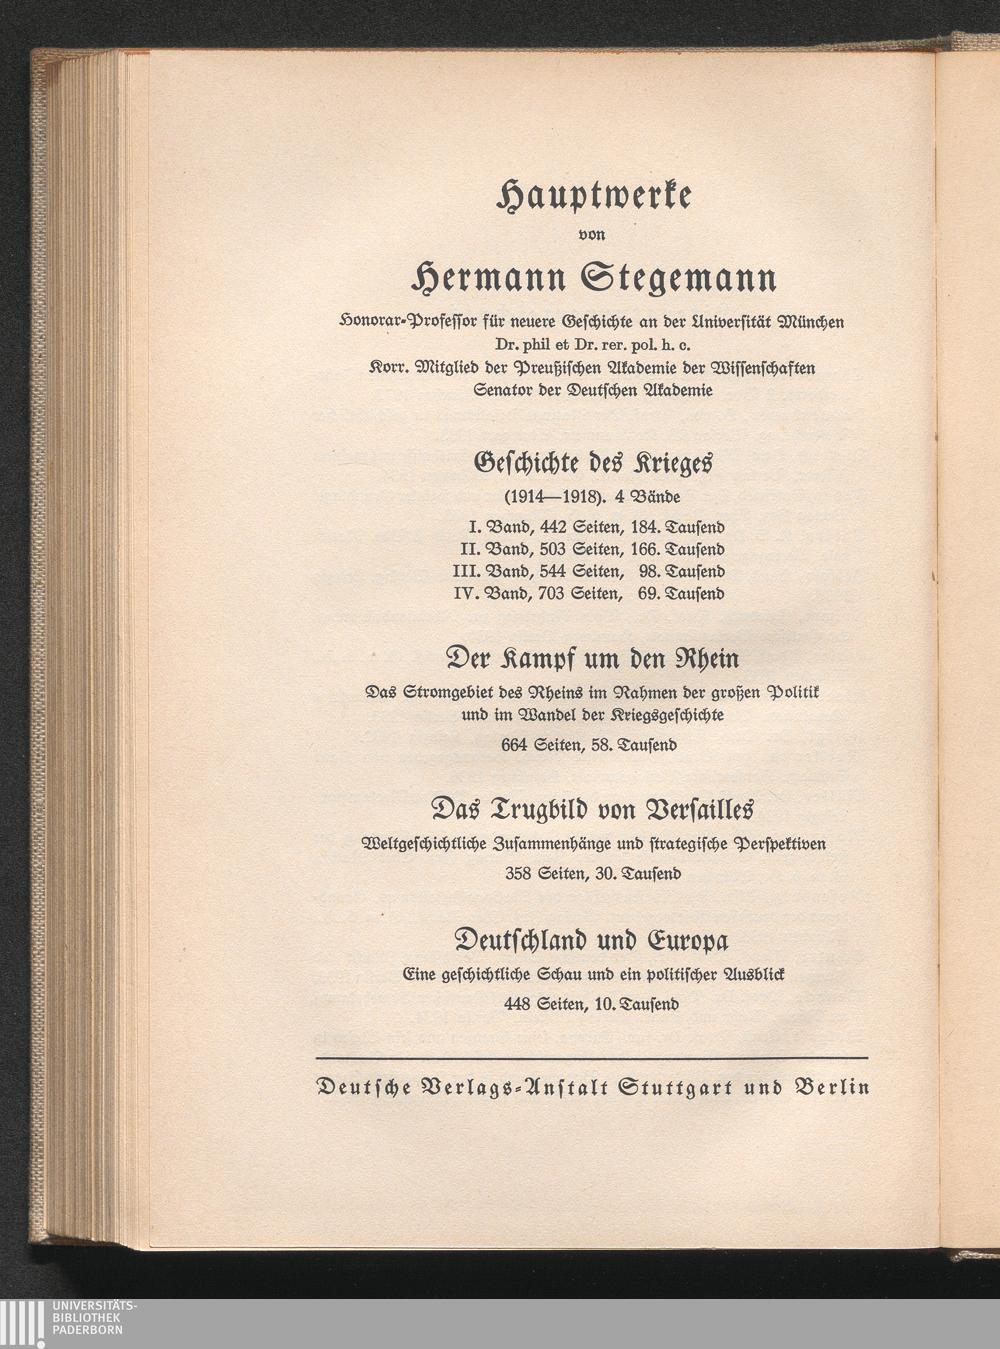 Hauptwerke
von
Hermann Stegemann
Honorar-Professor für neuere Geschichte an der Universität München
Dr. phil et Dr. rer. pol. h. c.
Korr. Mitglied der Preußischen Akademie der Wissenschaften
Senator der Deutschen Akademie
Geschichte des Krieges
(1914—1918). 4 Bände
I. Band, 442 Seiten, 184. Tausend
II. Band, 503 Seiten, 166. Tausend
III. Band, 544 Seiten, 98. Tausend
IV. Band, 703 Seiten, 69. Tausend
Der Kampf um den Rhein
Das Stromgebiet des Rheins im Rahmen der großen Politik
und im Wandel der Kriegsgeschichte
664 Seiten, 58. Tausend
Das Trugbild von Versailles
Weltgeschichtliche Zusammenhänge und strategische Perspektiven
358 Seiten, 30. Tausend
Deutschland und Europa
Eine geschichtliche Schau und ein politischer Ausblick
448 Seiten, 10. Tausend
Deutsche Verlags-Anstalt Stuttgart und Berlin
UNIVERSITÄTS-
BIBLIOTHEK
PADERBORN